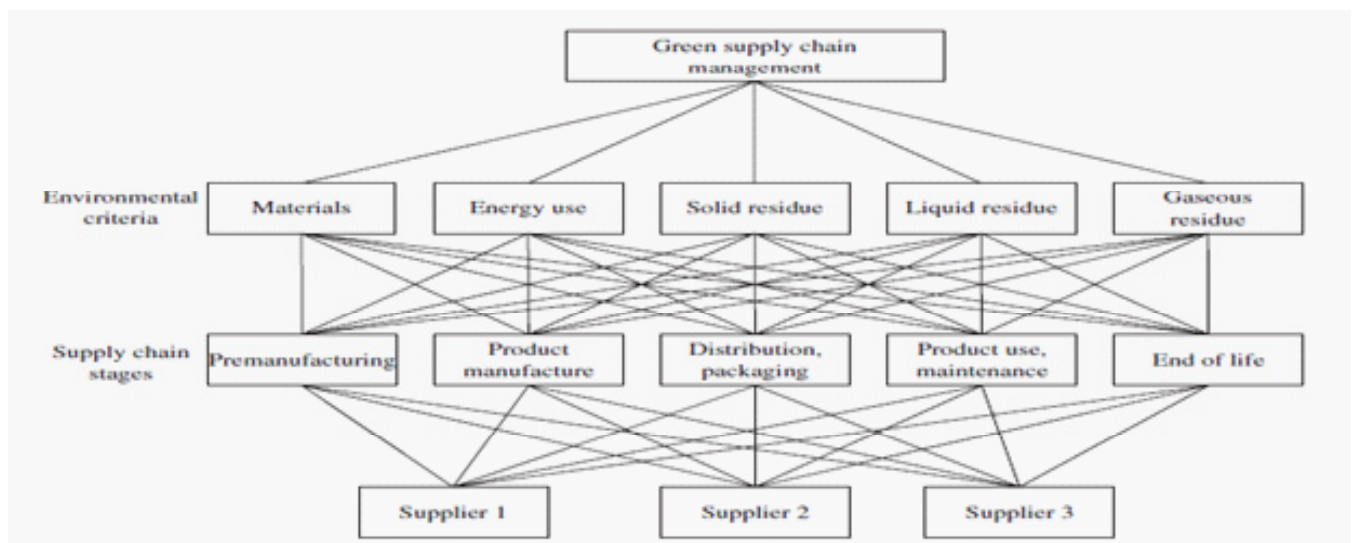 Green supply chain
management
Environmental
criteria
Materials
Energy use
Solid residue
Liquid residue
Gaseous
residue
Supply chain
stages
Premanufacturing
Product
manufacture
Distribution,
packaging
Product use,
maintenance
End of life
Supplier 1
Supplier 2
Supplier 3